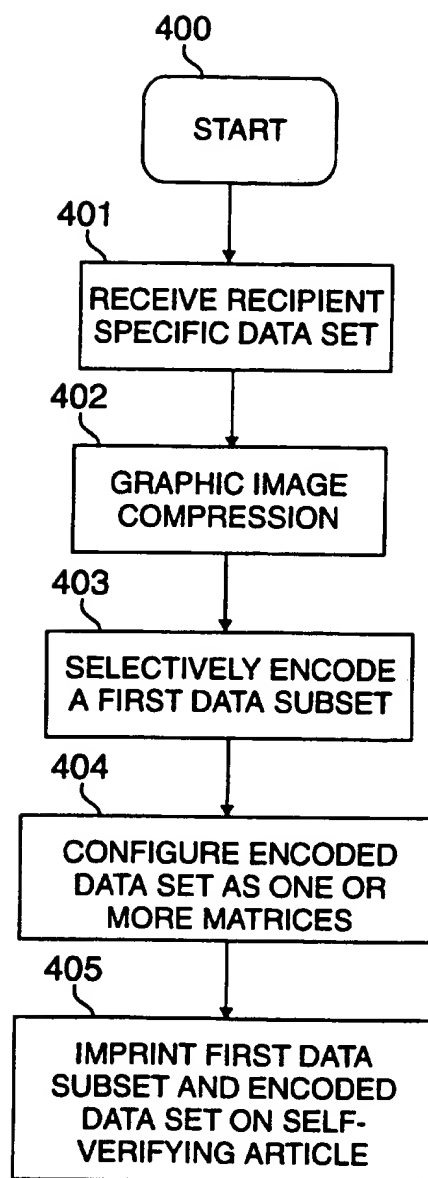 400
START
401
RECEIVE RECIPIENT
SPECIFIC DATA SET
402
GRAPHIC IMAGE
COMPRESSION
403
SELECTIVELY ENCODE
A FIRST DATA SUBSET
404
CONFIGURE ENCODED
DATA SET AS ONE OR
MORE MATRICES
405
IMPRINT FIRST DATA
SUBSET AND ENCODED
DATA SET ON SELF-
VERIFYING ARTICLE